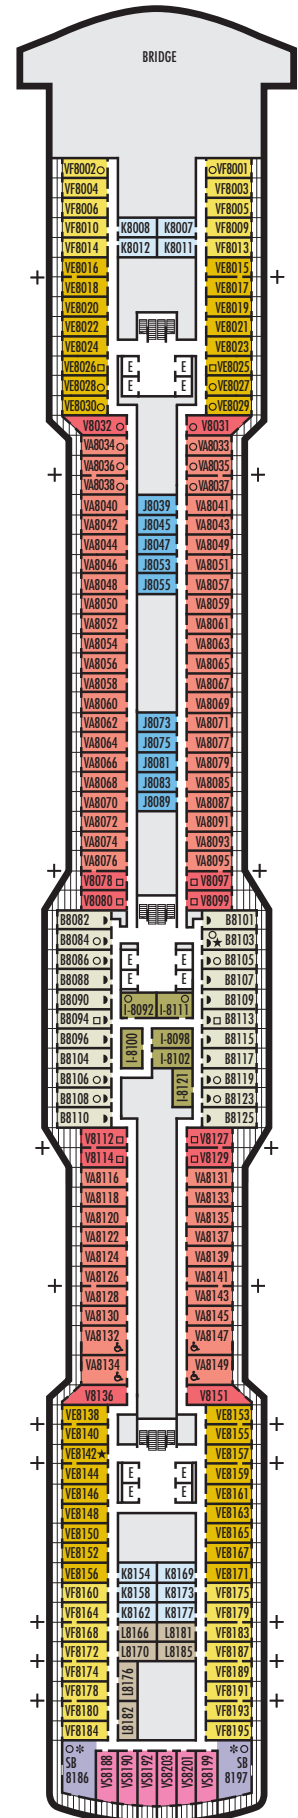 BRIDGE
VF8002 VF8001
VF8004 VF8003
VF8006 VF8005
VF8010 K8008 K8007 VF8009
VF8014 K8012 K8011 VF8013
VE8016 VE8015
VE8018 VE8017
VE8020 VE8019
VE8022 VE8021
VE8024 VE8023
VE8026 E E VE8025
VE8028 E E VE8027
VE8030 VE8029
V8032 V8031
VA8034 VA8033
VA8036 VA8035
VA8038 VA8037
VA8040 J8039 VA8041
VA8042 J8045 VA8043
VA8044 J8047 VA8049
VA8046 J8053 VA8051
VA8048 J8055 VA8057
VA8050 VA8059
VA8052 VA8061
VA8054 VA8063
VA8056 VA8065
VA8058 VA8067
VA8060 VA8069
VA8062 J8073 VA8071
VA8064 J8075 VA8077
VA8066 J8081 VA8079
VA8068 J8083 VA8085
VA8070 J8089 VA8087
VA8072 VA8091
VA8074 VA8093
VA8076 VA8095
V8078 V8097
V8080 V8099
B8082 B8101
B8084 B8103
B8086 E E B8105
B8088 E E B8107
B8090 I-8092 I-8111 B8109
B8094 B8113
B8096 I-8100 I-8098 B8115
B8104 I-8102 B8117
B8106 I-8121 B8119
B8108 B8123
B8110 B8125
V8112 V8127
V8114 V8129
VA8116 VA8131
VA8118 VA8133
VA8120 VA8135
VA8122 VA8137
VA8124 VA8139
VA8126 VA8141
VA8128 VA8143
VA8130 VA8145
VA8132 VA8147
VA8134 VA8149
V8136 V8151
VE8138 VE8153
VE8140 VE8155
VE8142 VE8157
VE8144 E E VE8159
VE8146 E E VE8161
VE8148 VE8163
VE8150 VE8165
VE8152 VE8167
VE8156 K8154 K8169 VE8171
VF8160 K8158 K8173 VF8175
VF8164 K8162 K8177 VF8179
VF8168 L8166 L8181 VF8183
VF8172 L8170 L8185 VF8187
VF8174 L8176 VF8189
VF8178 VF8191
VF8180 L8182 VF8193
VF8184 VF8195
SB 8186 VS8188 VS8190 VS8192 VS8203 VS8201 VS8199 SB 8197